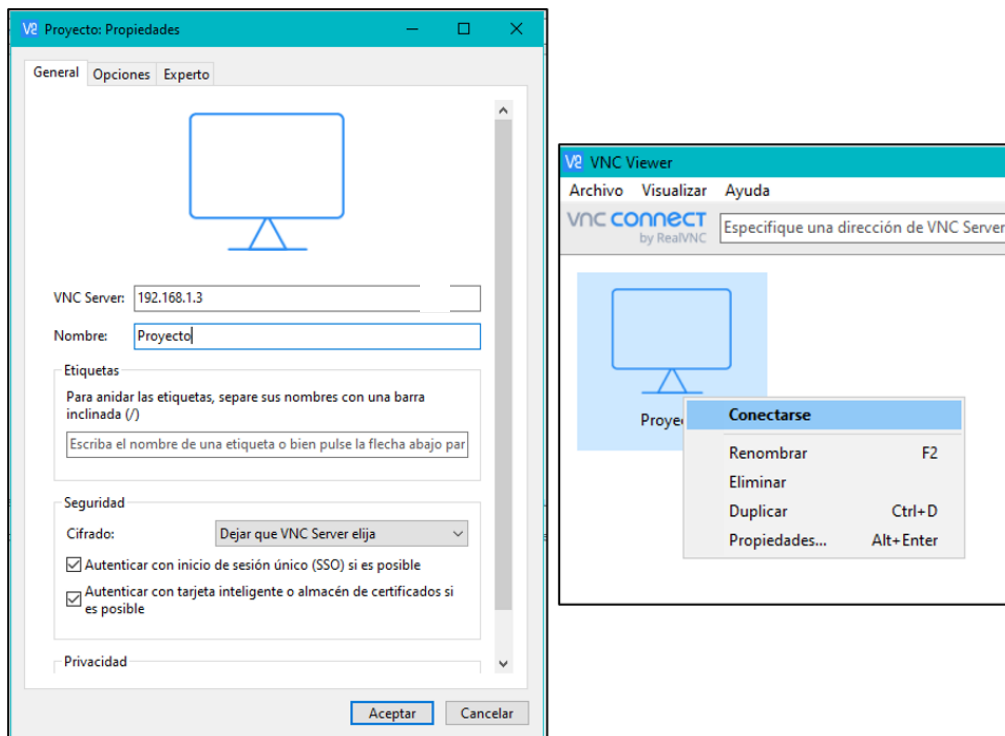 Proyecto: Propiedades
General Opciones Experto
VNC Server: 192.168.1.3
Nombre: Proyecto
Etiquetas
Para anidar las etiquetas, separe sus nombres con una barra
inclinada (/)
Escriba el nombre de una etiqueta o bien pulse la flecha abajo par
Seguridad
Cifrado: Dejar que VNC Server elija
Autenticar con inicio de sesión único (SSO) si es posible
Autenticar con tarjeta inteligente o almacén de certificados si
es posible
Privacidad
Aceptar Cancelar
VNC Viewer
Archivo Visualizar Ayuda
vnc connect
by RealVNC
Especifique una dirección de VNC Server
Proye
Conectarse
Renombrar F2
Eliminar
Duplicar Ctrl+D
Propiedades... Alt+Enter